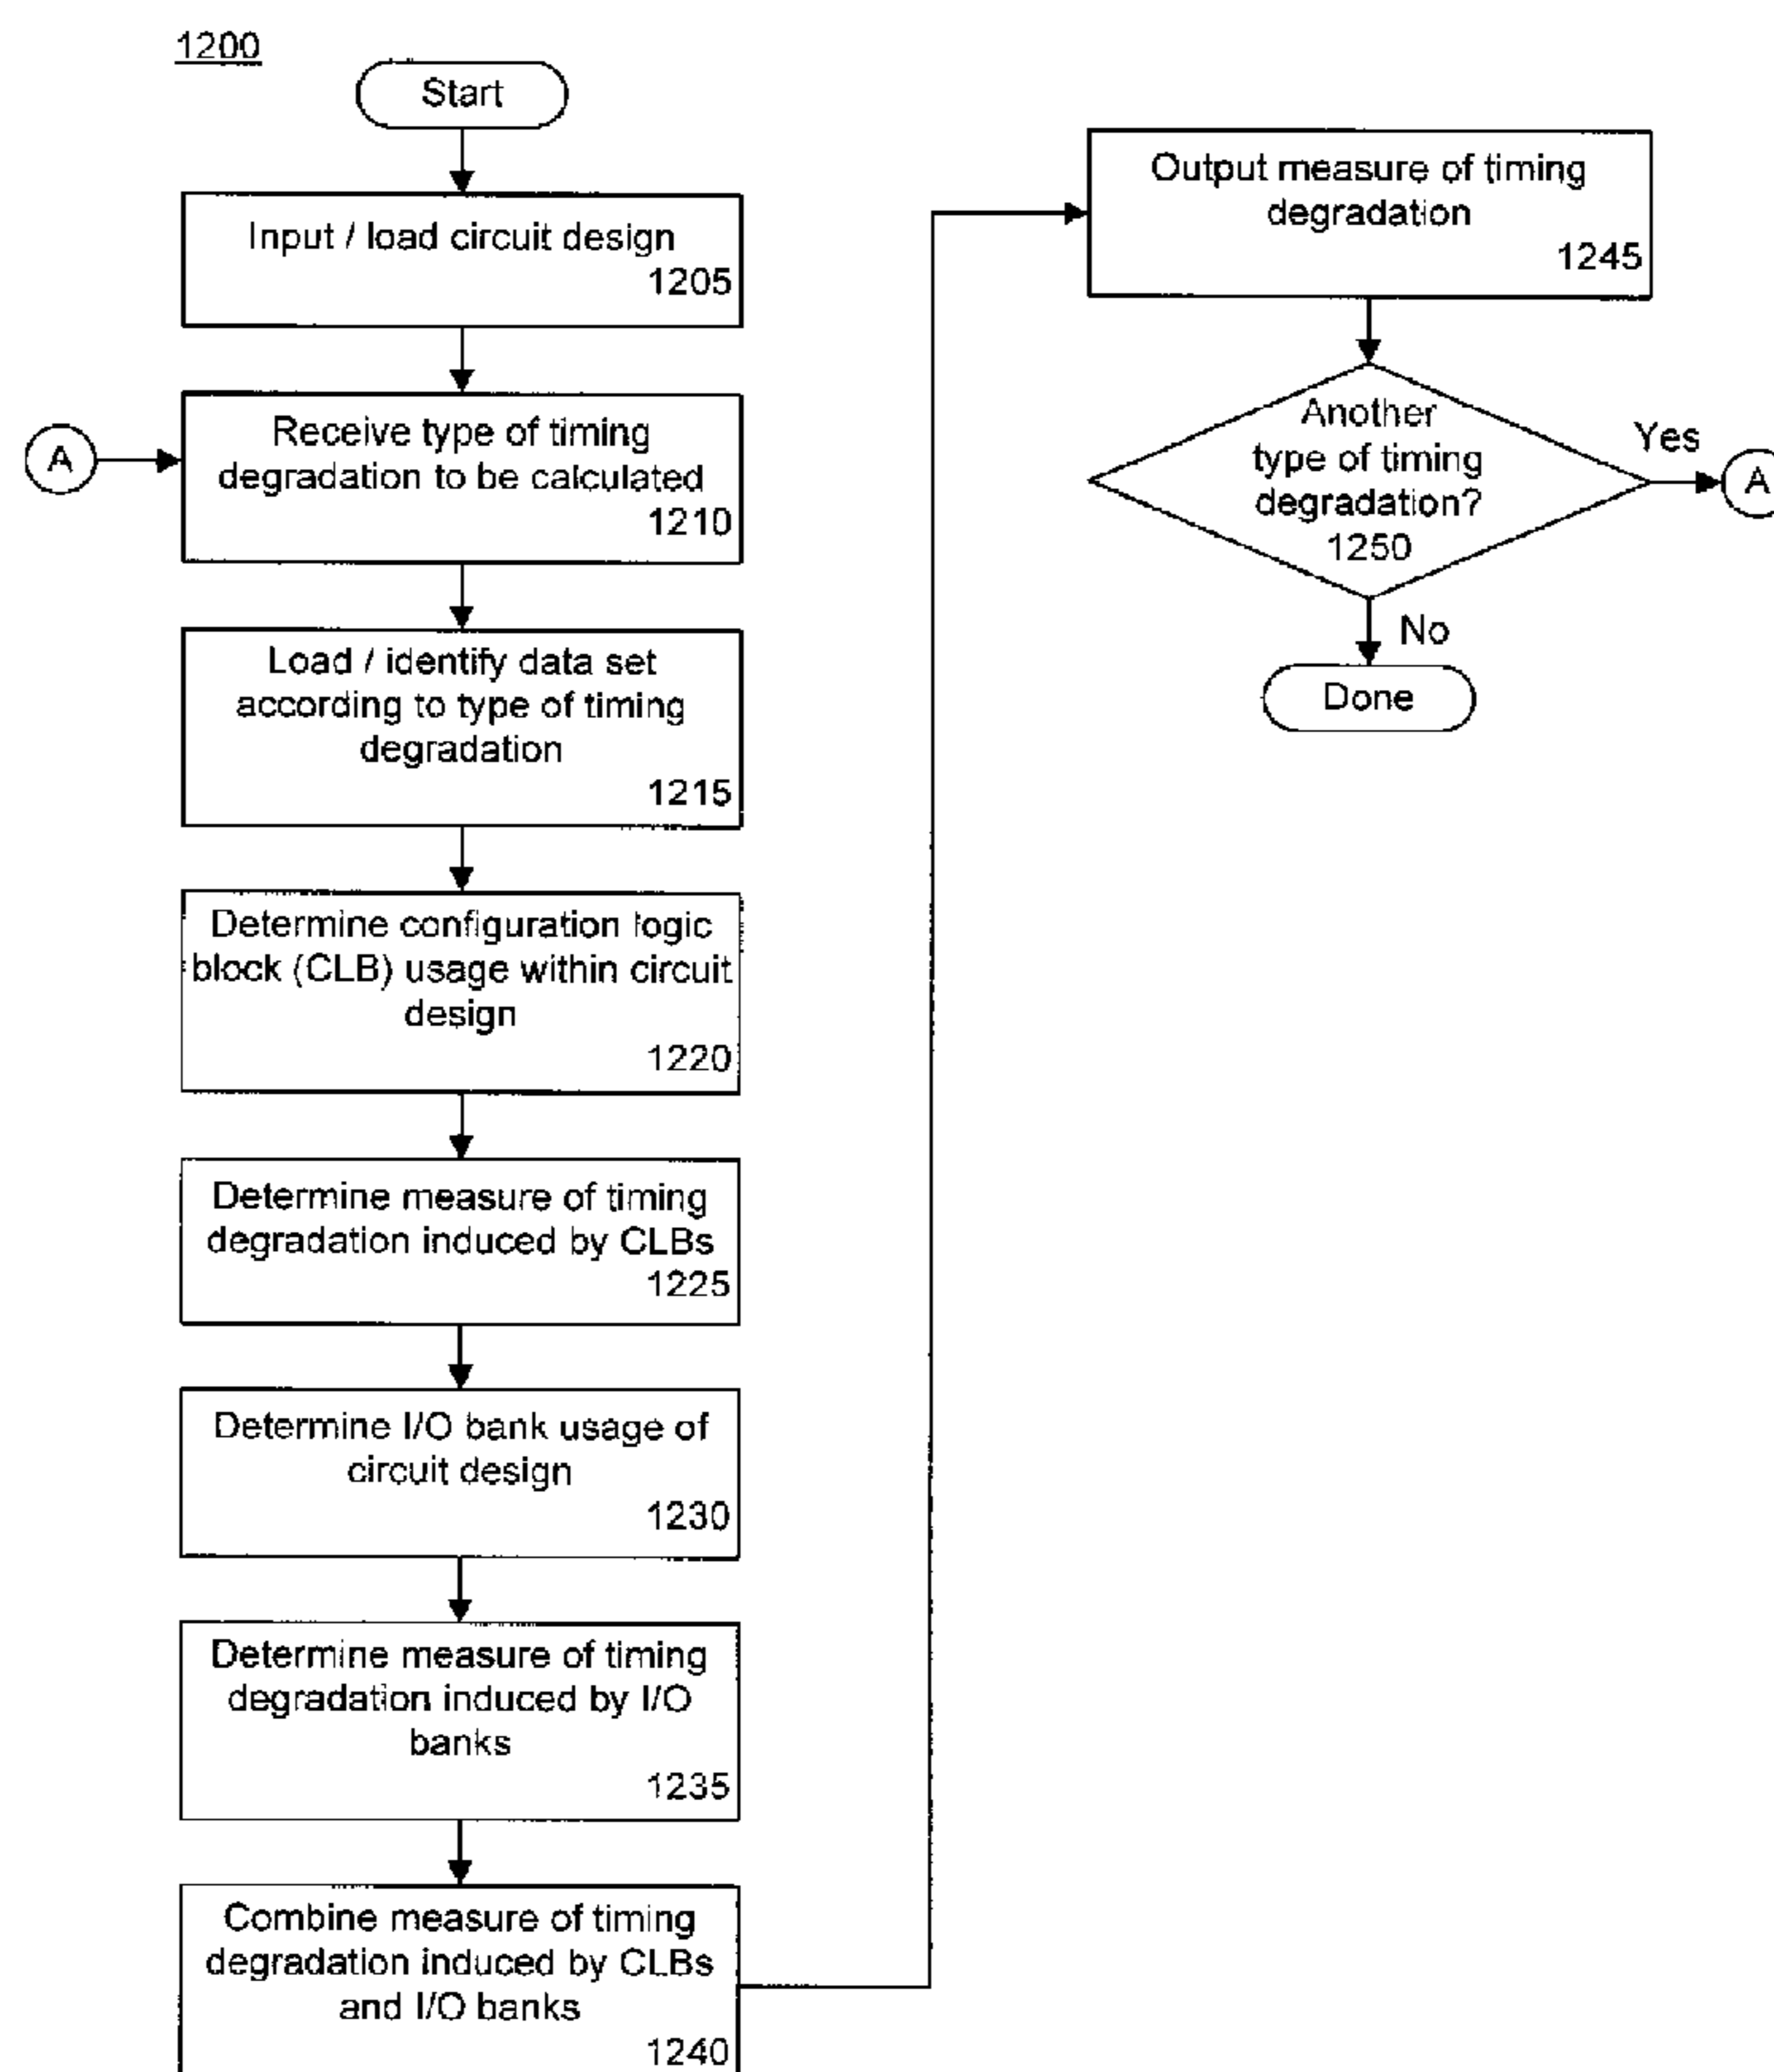 1200
Start
Input / load circuit design
1205
A
Receive type of timing
degradation to be calculated
1210
Load / identify data set
according to type of timing
degradation
1215
Determine configuration logic
block (CLB) usage within circuit
design
1220
Determine measure of timing
degradation induced by CLBs
1225
Determine I/O bank usage of
circuit design
1230
Determine measure of timing
degradation induced by I/O
banks
1235
Combine measure of timing
degradation induced by CLBs
and I/O banks
1240
Output measure of timing
degradation
1245
Another
type of timing
degradation?
1250
Yes
A
No
Done